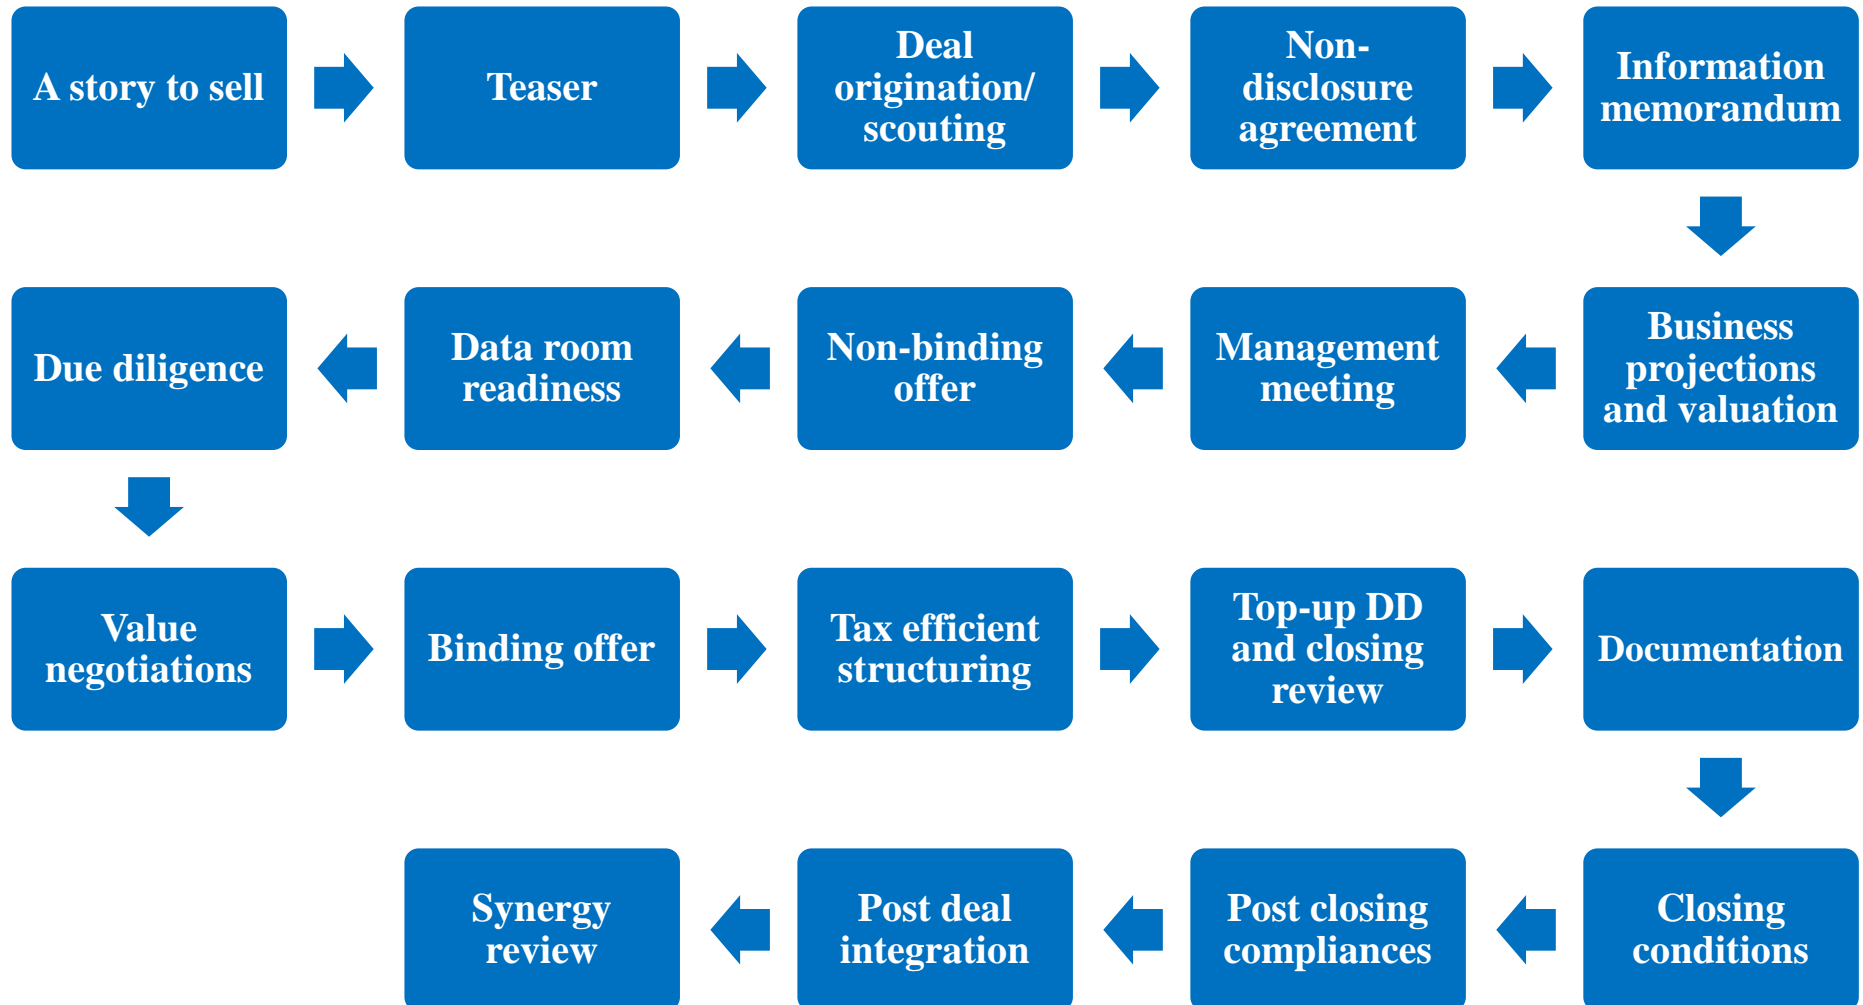 A story to sell
Teaser
Deal
origination/
scouting
Non-
disclosure
agreement
Information
memorandum
Business
projections
and valuation
Management
meeting
Non-binding
offer
Data room
readiness
Due diligence
Value
negotiations
Binding offer
Tax efficient
structuring
Top-up DD
and closing
review
Documentation
Closing
conditions
Post closing
compliances
Post deal
integration
Synergy
review